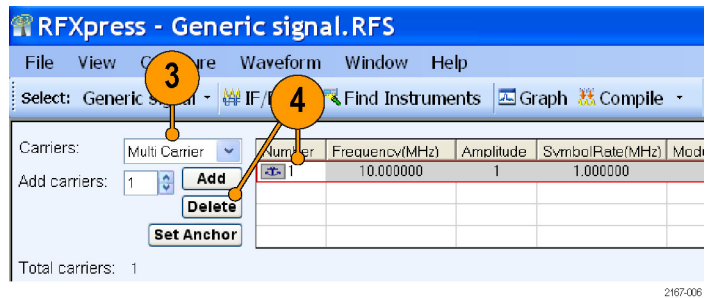 RFXpress - Generic signal.RFS
File View Waveform Window Help
Select: Generic Find Instruments Graph Compile
3
4
Carriers: Multi Carrier
Number Frequency(MHz) Amplitude SymbolRate(MHz) Modu
1 10.000000 1 1.000000
Add carriers: 1 Add
Delete
Set Anchor
Total carriers: 1
2167-006